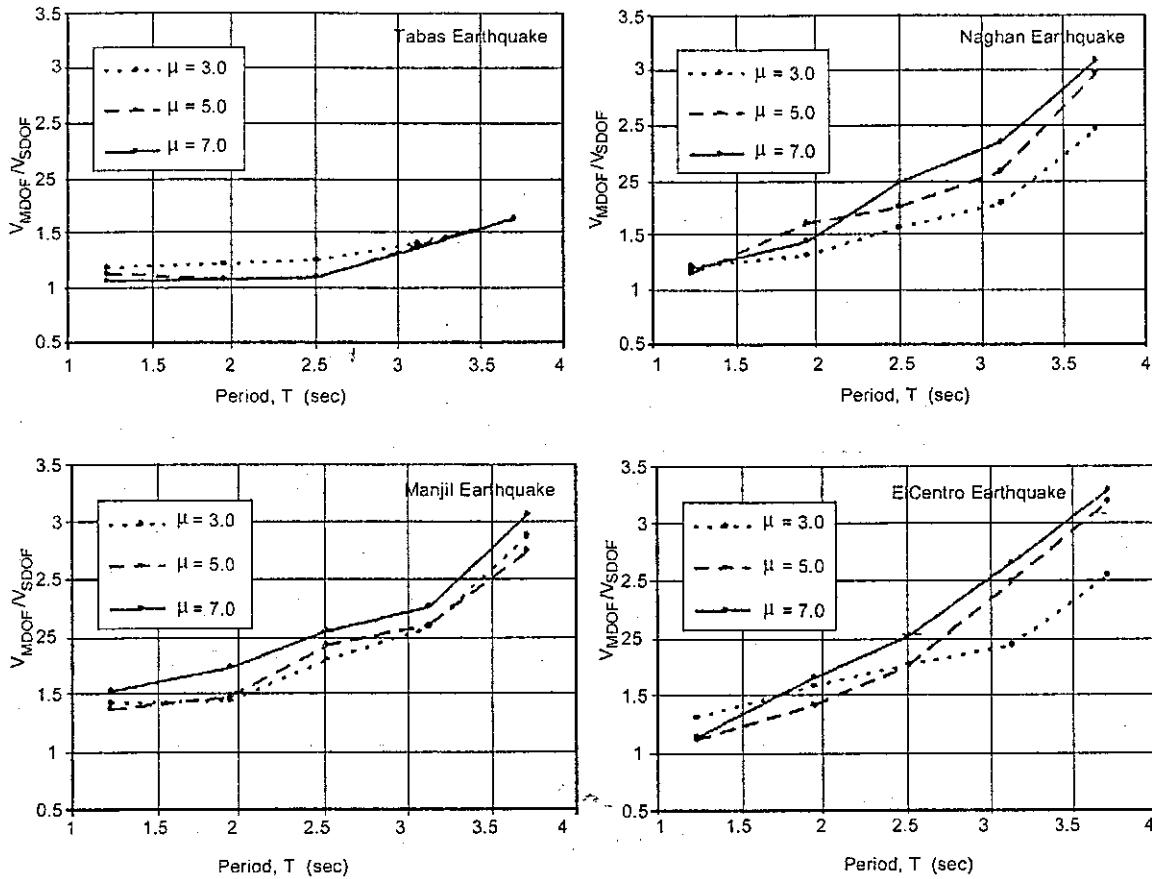 Tabas Earthquake
μ = 3.0
μ = 5.0
μ = 7.0
V_MDOF/V_SDOF
3.5
3
2.5
25
1.5
1
0.5
1 1.5 2 2.5 3 3.5 4
Period, T (sec)
Naghan Earthquake
μ = 3.0
μ = 5.0
μ = 7.0
V_MDOF/V_SDOF
3.5
3
2.5
25
1.5
1
0.5
1 1.5 2 2.5 3 3.5 4
Period, T (sec)
Manjil Earthquake
μ = 3.0
μ = 5.0
μ = 7.0
V_MDOF/V_SDOF
3.5
3
2.5
25
1.5
1
0.5
1 1.5 2 2.5 3 3.5 4
Period, T (sec)
ElCentro Earthquake
μ = 3.0
μ = 5.0
μ = 7.0
V_MDOF/V_SDOF
3.5
3
2.5
25
1.5
1
0.5
1 1.5 2 2.5 3 3.5 4
Period, T (sec)